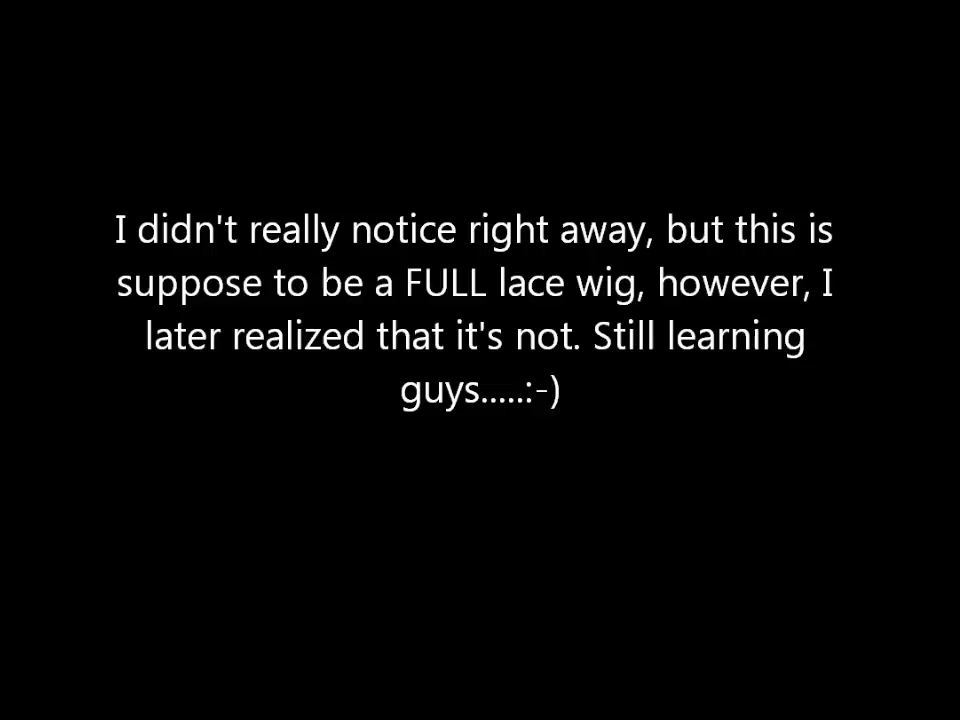 I didn't really notice right away, but this is
suppose to be a FULL lace wig, however, I
later realized that it's not. Still learning
guys.....:-)